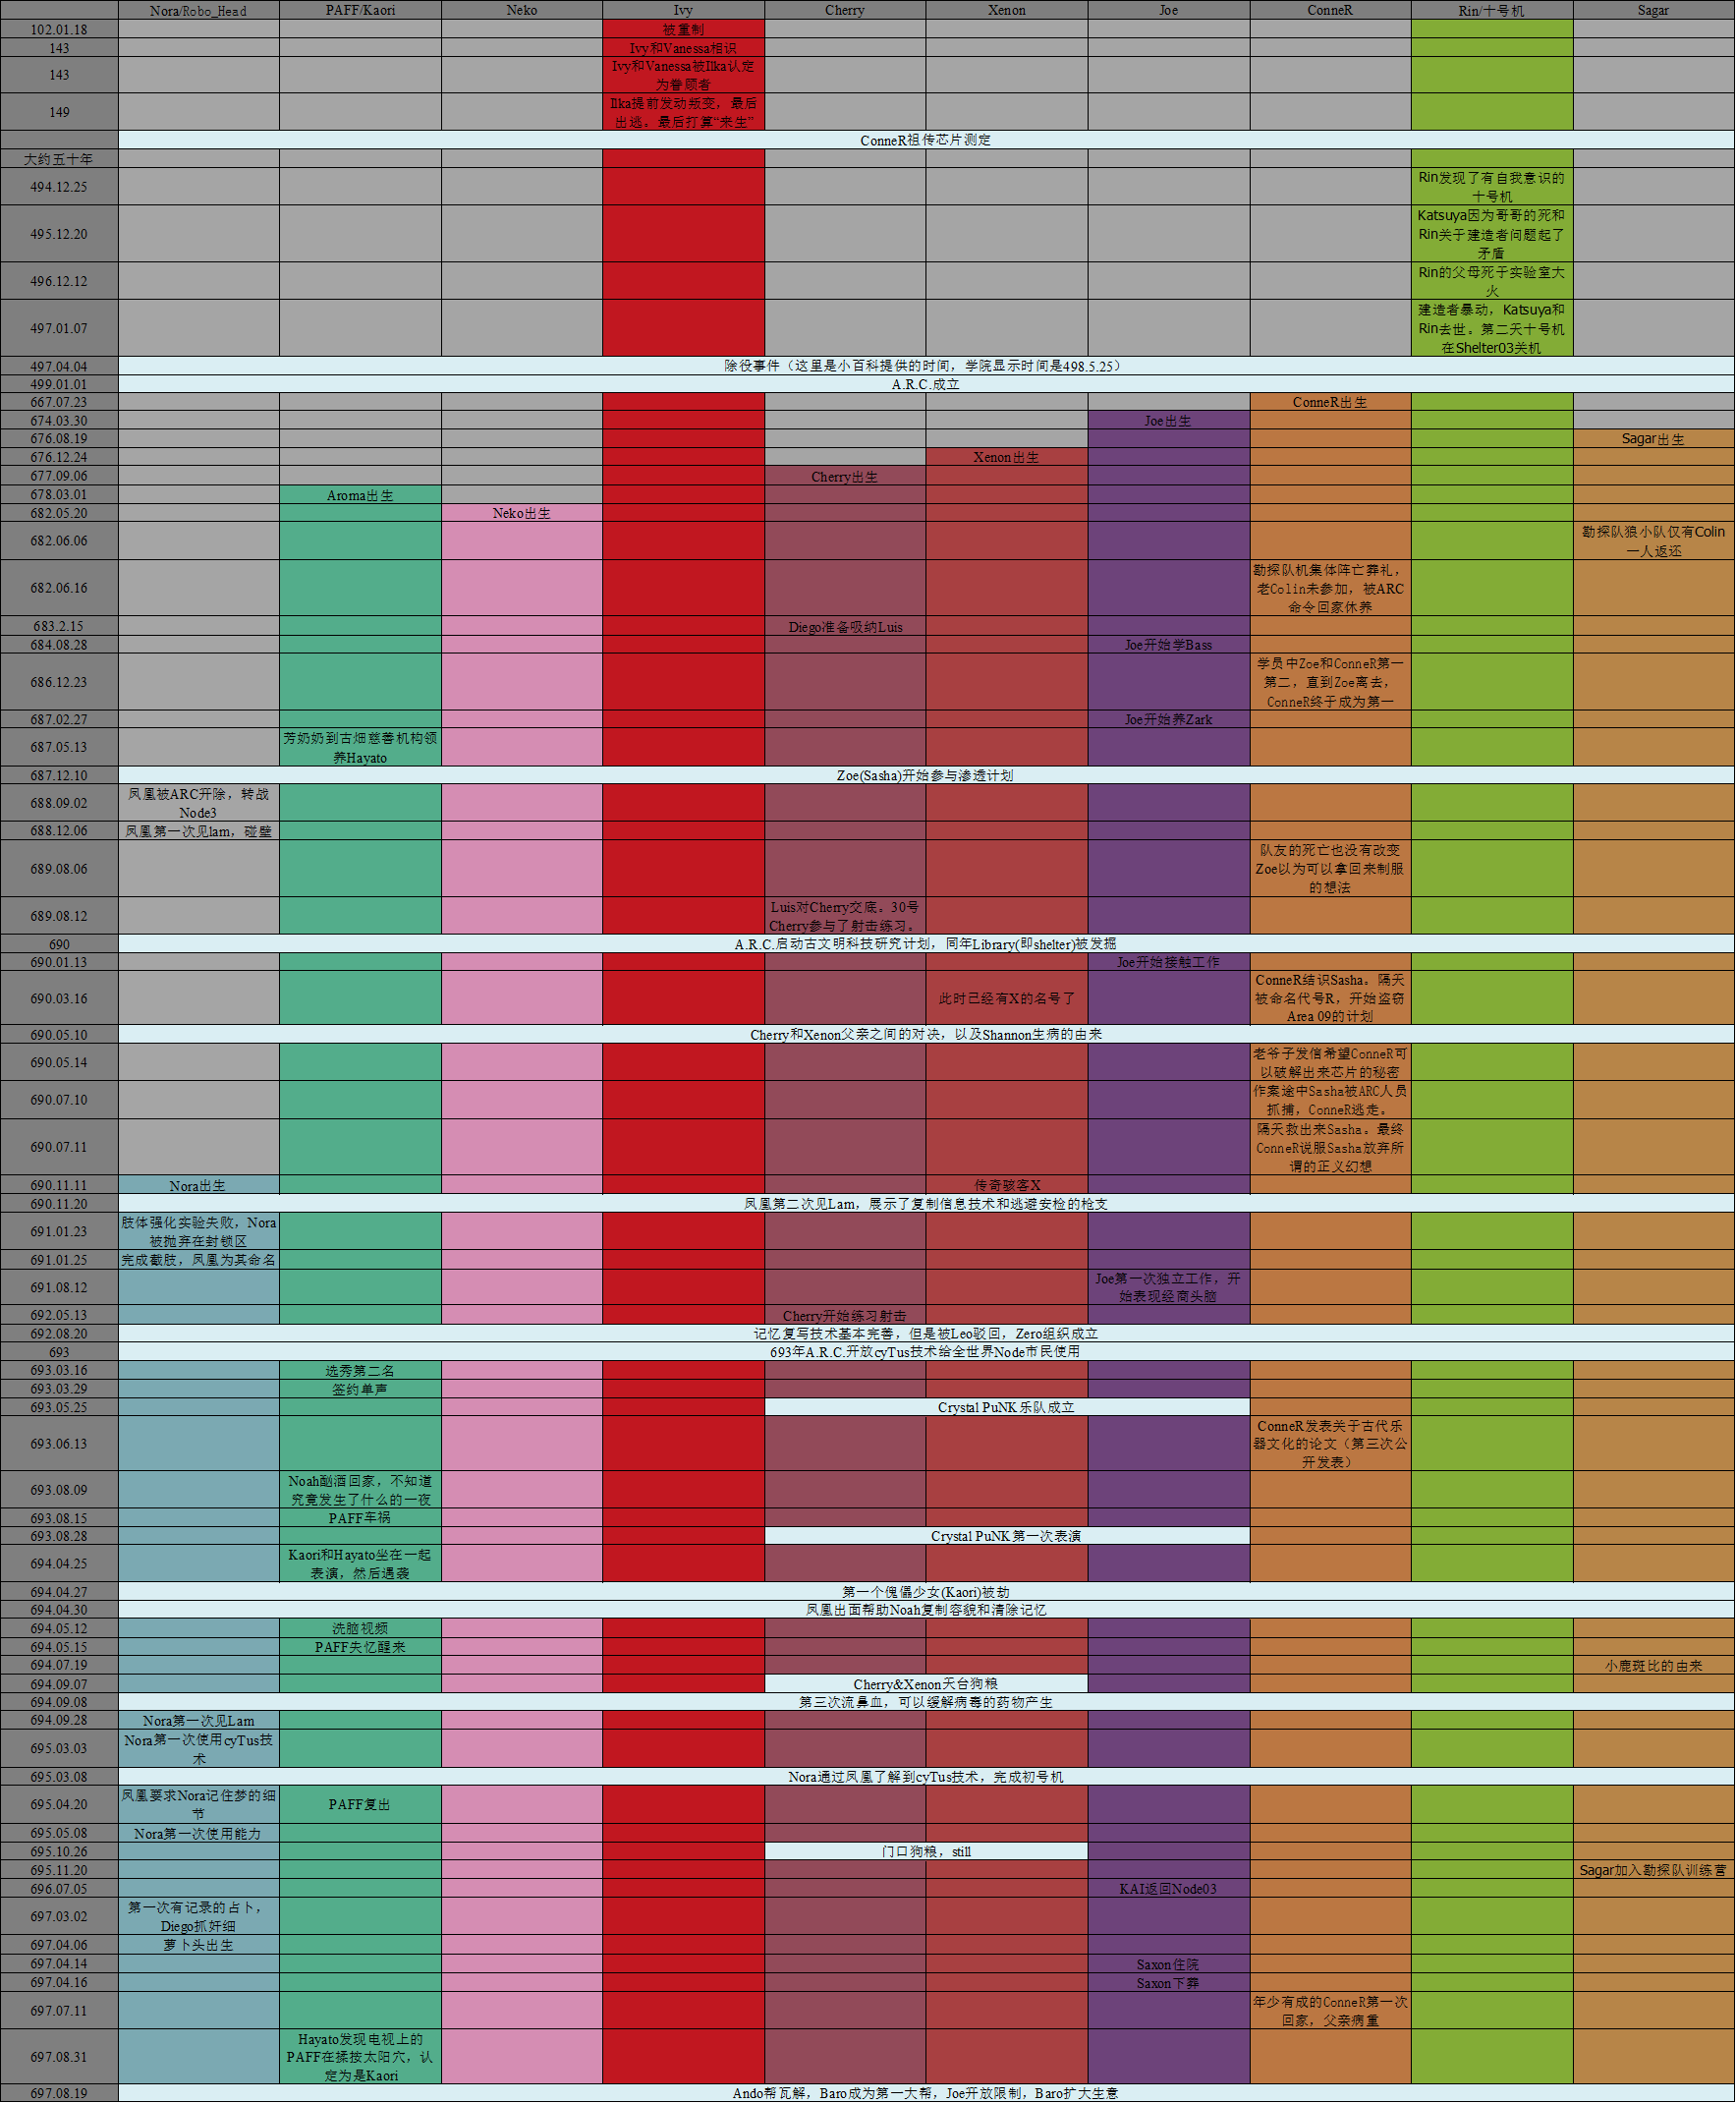 Nora/Robo_Head PAFF/Kaori Neko Ivy Cherry Xenon Joe ConneR Rin/十号机 Sagar
102.01.18 被重制
143 Ivy和Vanessa相识
143 Ivy和Vanessa被Ilka认定
为眷顾者
149 Ilka提前发动叛变，最后
出逃。最后打算“来生”
ConneR祖传芯片测定
大约五十年
494.12.25 Rin发现了有自我意识的
十号机
495.12.20 Katsuya因为哥哥的死和
Rin关于建造者问题起了
矛盾
496.12.12 Rin的父母死于实验室大
火
497.01.07 建造者暴动，Katsuya和
Rin去世。第二天十号机
在Shelter03关机
497.04.04 除役事件（这里是小百科提供的时间，学院显示时间是498.5.25）
499.01.01 A.R.C.成立
667.07.23 ConneR出生
674.03.30 Joe出生
676.08.19 Sagar出生
676.12.24 Xenon出生
677.09.06 Cherry出生
678.03.01 Aroma出生
682.05.20 Neko出生
682.06.06 勘探队狼小队仅有Colin
一人返还
682.06.16 勘探队机集体阵亡葬礼，
老Colin未参加，被ARC
命令回家休养
683.2.15 Diego准备吸纳Luis
684.08.28 Joe开始学Bass
686.12.23 学员中Zoe和ConneR第一
第二，直到Zoe离去，
ConneR终于成为第一
687.02.27 Joe开始养Zark
687.05.13 芳奶奶到古畑慈善机构领
养Hayato
687.12.10 Zoe(Sasha)开始参与渗透计划
688.09.02 凤凰被ARC开除，转战
Node3
688.12.06 凤凰第一次见lam，碰壁
689.08.06 队友的死亡也没有改变
Zoe以为可以拿回来制服
的想法
689.08.12 Luis对Cherry交底。30号
Cherry参与了射击练习。
690 A.R.C.启动古文明科技研究计划，同年Library(即shelter)被发掘
690.01.13 Joe开始接触工作
690.03.16 此时已经有X的名号了 ConneR结识Sasha。隔天
被命名代号R，开始盗窃
Area 09的计划
690.05.10 Cherry和Xenon父亲之间的对决，以及Shannon生病的由来
690.05.14 老爷子发信希望ConneR可
以破解出来芯片的秘密
690.07.10 作案途中Sasha被ARC人员
抓捕，ConneR逃走。
690.07.11 隔天救出来Sasha。最终
ConneR说服Sasha放弃所
谓的正义幻想
690.11.11 Nora出生 传奇骇客X
690.11.20 凤凰第二次见Lam，展示了复制信息技术和逃避安检的枪支
691.01.23 肢体强化实验失败，Nora
被抛弃在封锁区
691.01.25 完成截肢，凤凰为其命名
691.08.12 Joe第一次独立工作，开
始表现经商头脑
692.05.13 Cherry开始练习射击
692.08.20 记忆复写技术基本完善，但是被Leo驳回，Zero组织成立
693 693年A.R.C.开放cyTus技术给全世界Node市民使用
693.03.16 选秀第二名
693.03.29 签约单声
693.05.25 Crystal PuNK乐队成立
693.06.13 ConneR发表关于古代乐
器文化的论文（第三次公
开发表）
693.08.09 Noah酗酒回家，不知道
究竟发生了什么的一夜
693.08.15 PAFF车祸
693.08.28 Crystal PuNK第一次表演
694.04.25 Kaori和Hayato坐在一起
表演，然后遇袭
694.04.27 第一个傀儡少女(Kaori)被劫
694.04.30 凤凰出面帮助Noah复制容貌和清除记忆
694.05.12 洗脑视频
694.05.15 PAFF失忆醒来
694.07.19 小鹿斑比的由来
694.09.07 Cherry&Xenon天台狗粮
694.09.08 第三次流鼻血，可以缓解病毒的药物产生
694.09.28 Nora第一次见Lam
695.03.03 Nora第一次使用cyTus技
术
695.03.08 Nora通过凤凰了解到cyTus技术，完成初号机
695.04.20 凤凰要求Nora记住梦的细
节 PAFF复出
695.05.08 Nora第一次使用能力
695.10.26 门口狗粮，still
695.11.20 Sagar加入勘探队训练营
696.07.05 KAI返回Node03
697.03.02 第一次有记录的占卜，
Diego抓奸细
697.04.06 萝卜头出生
697.04.14 Saxon住院
697.04.16 Saxon下葬
697.07.11 年少有成的ConneR第一次
回家，父亲病重
697.08.31 Hayato发现电视上的
PAFF在揉按太阳穴，认
定为是Kaori
697.08.19 Ando帮瓦解，Baro成为第一大帮，Joe开放限制，Baro扩大生意